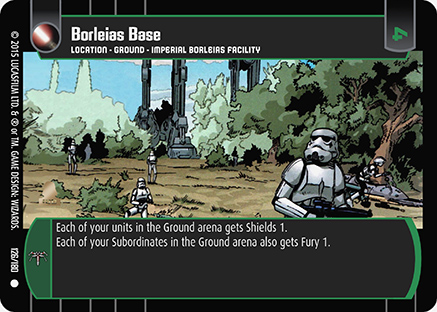 Borleias Base
LOCATION - GROUND - IMPERIAL BORLEIAS FACILITY
4
Each of your units in the Ground arena gets Shields 1.
Each of your Subordinates in the Ground arena also gets Fury 1.
© 2015 LUCASFILM LTD. & ® or TM. GAME DESIGN: WIZARDS.